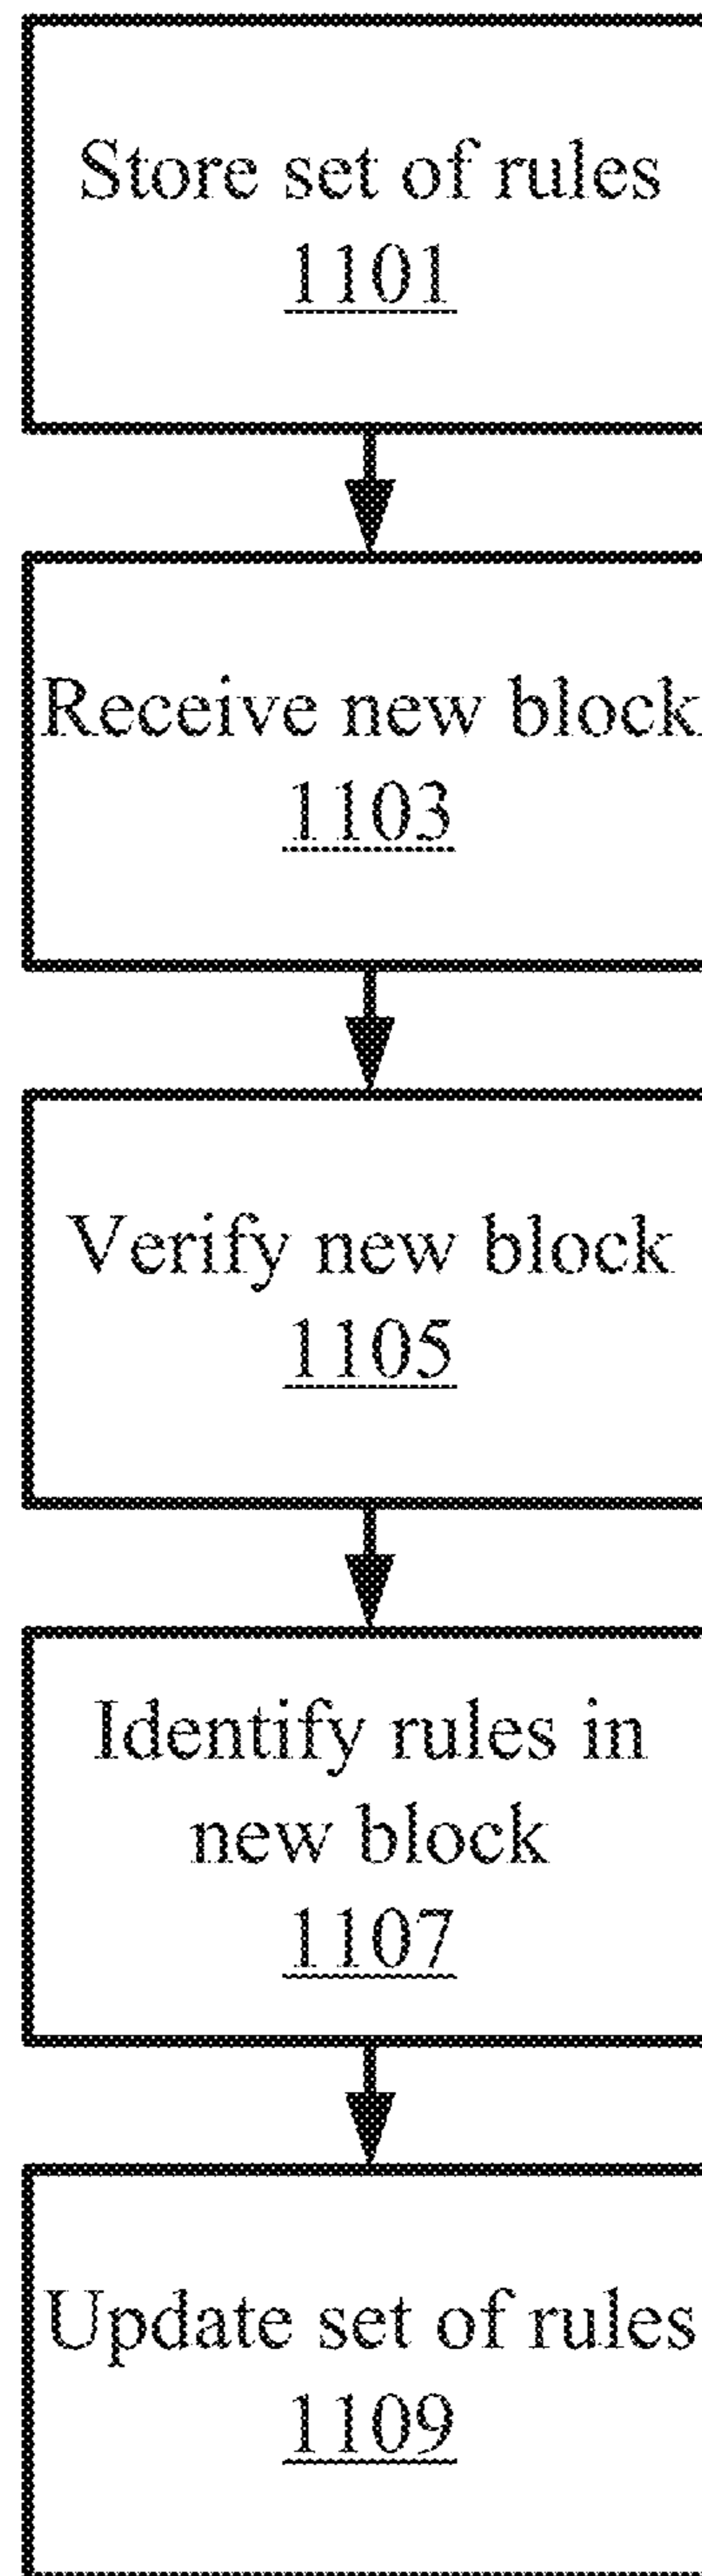 Store set of rules
1101
Receive new block
1103
Verify new block
1105
Identify rules in
new block
1107
Update set of rules
1109